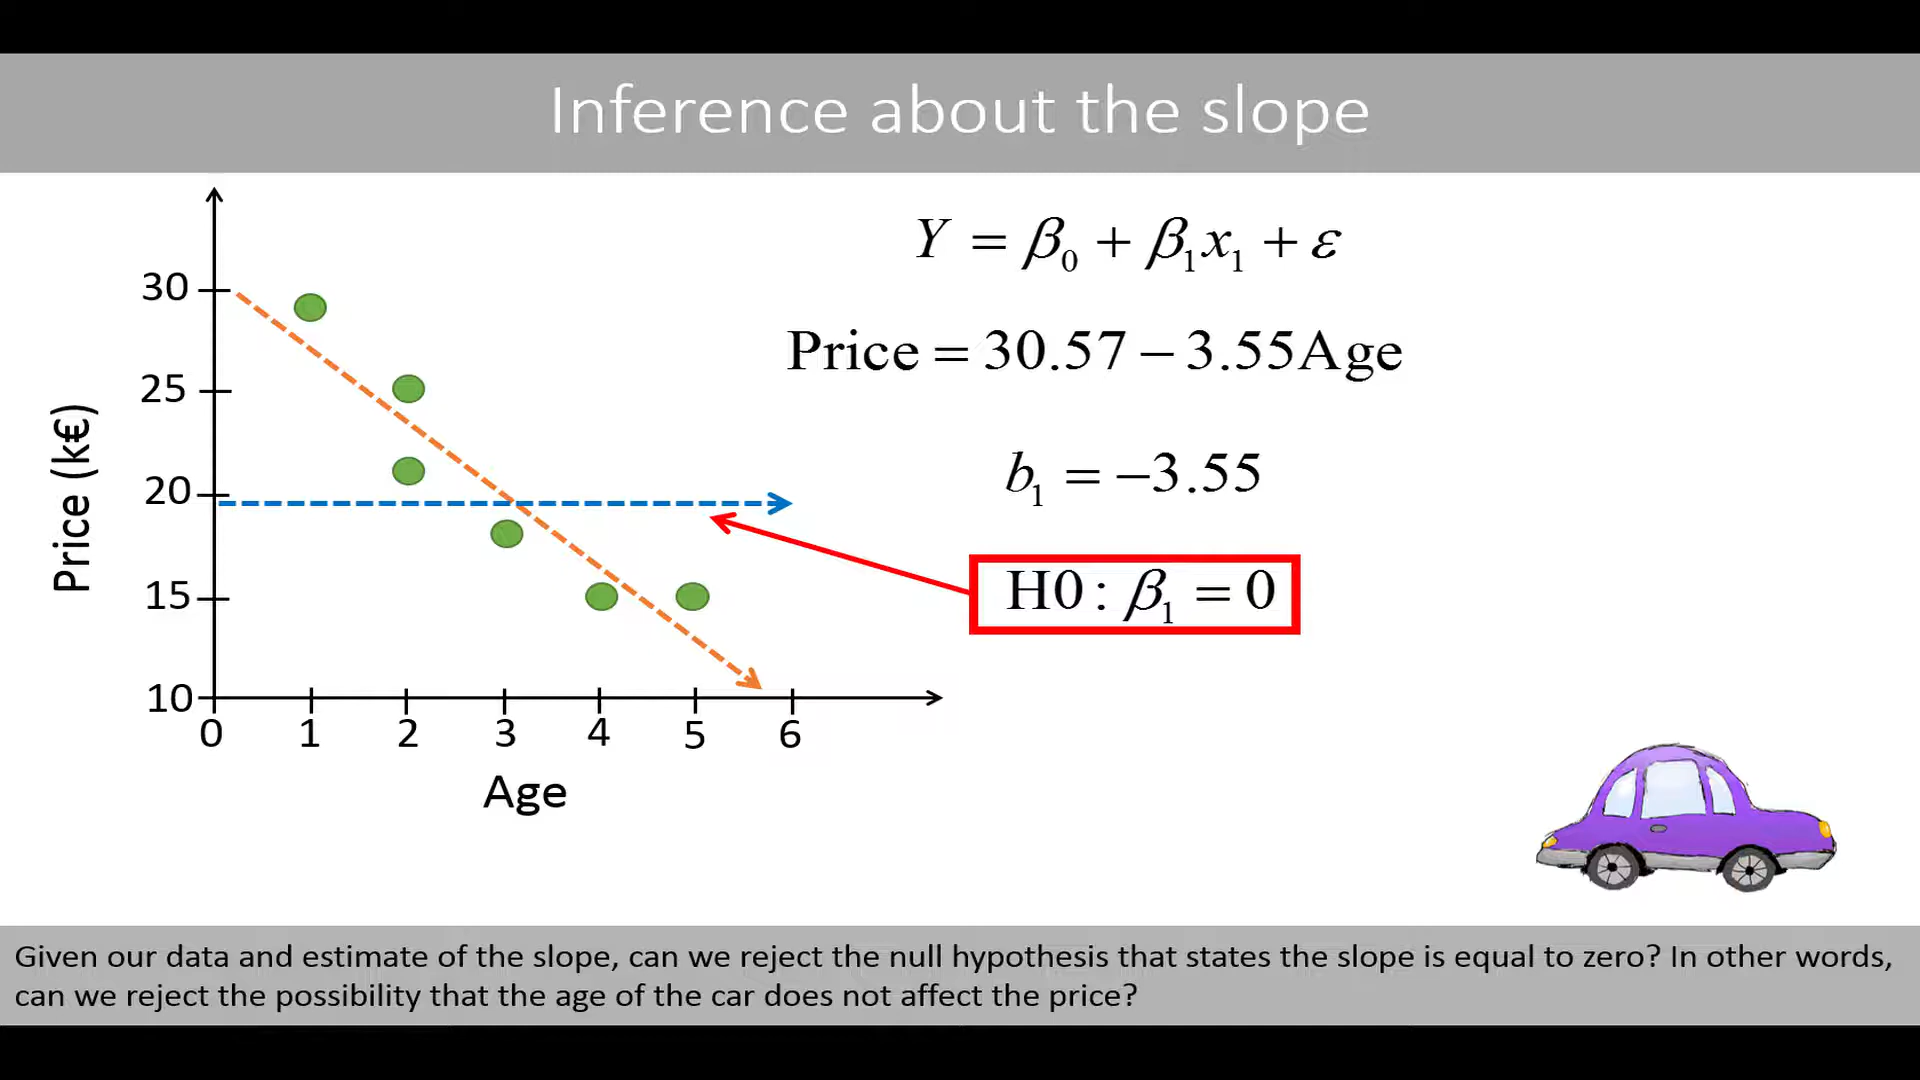 Inference about the slope
Y = β₀ + β₁x₁ + ε
Price = 30.57 − 3.55Age
b₁ = −3.55
H0 : β₁ = 0
Price (k€)
30
25
20
15
10
0 1 2 3 4 5 6
Age
Given our data and estimate of the slope, can we reject the null hypothesis that states the slope is equal to zero? In other words,
can we reject the possibility that the age of the car does not affect the price?